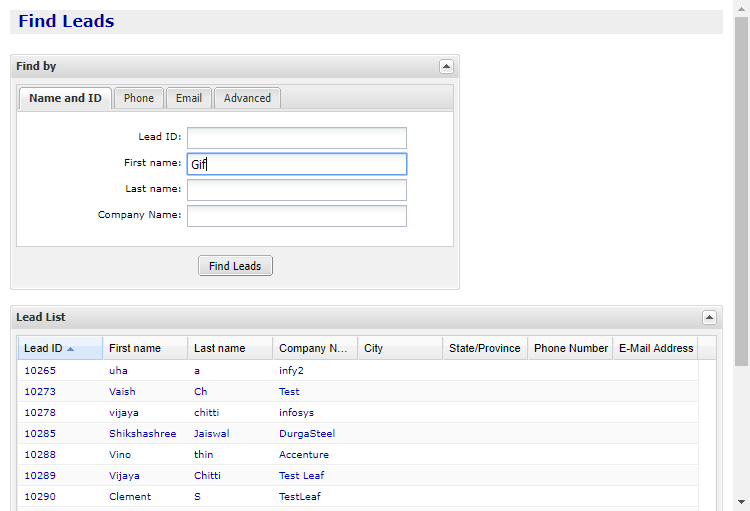 Find Leads
Find by
Name and ID Phone Email Advanced
Lead ID:
First name: Gif
Last name:
Company Name:
Find Leads
Lead List
Lead ID First name Last name Company N... City State/Province Phone Number E-Mail Address
10265 uha a infy2
10273 Vaish Ch Test
10278 vijaya chitti infosys
10285 Shikshashree Jaiswal DurgaSteel
10288 Vino thin Accenture
10289 Vijaya Chitti Test Leaf
10290 Clement S TestLeaf